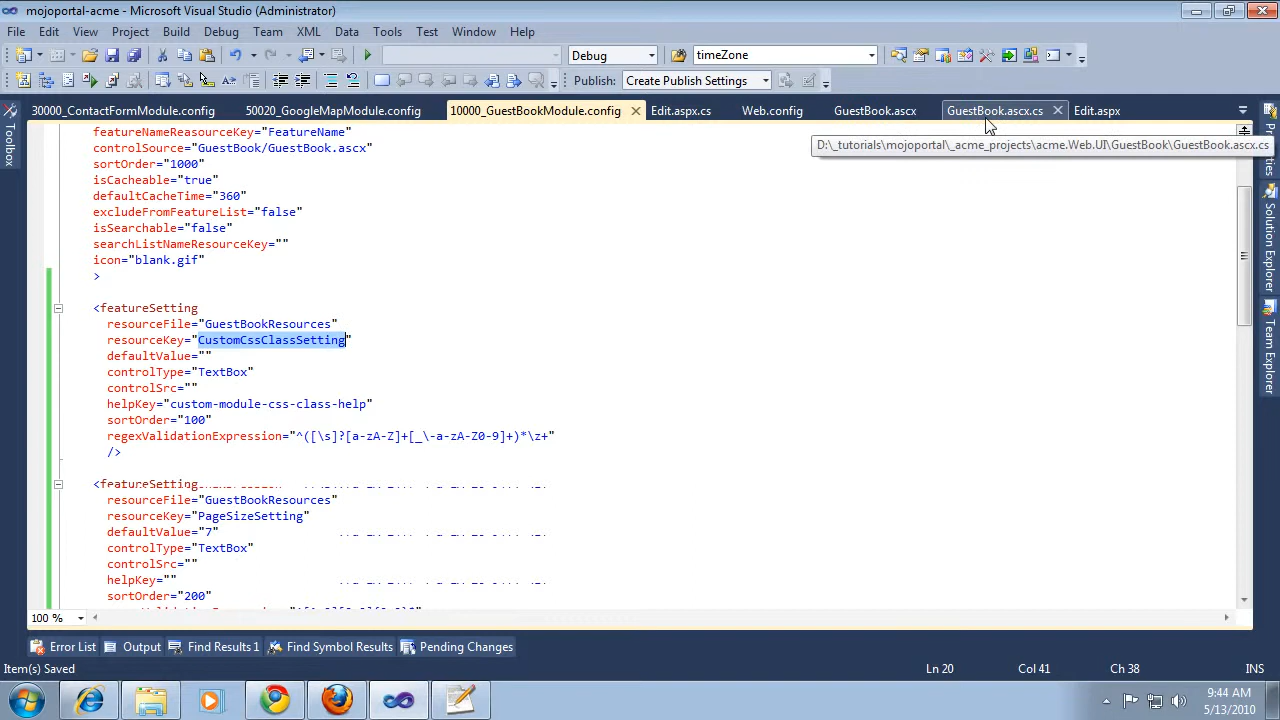 mojoportal-acme - Microsoft Visual Studio (Administrator)
File Edit View Project Build Debug Team XML Data Tools Test Window Help
Debug timeZone
Publish: Create Publish Settings
30000_ContactFormModule.config 50020_GoogleMapModule.config 10000_GuestBookModule.config Edit.aspx.cs Web.config GuestBook.ascx GuestBook.ascx.cs Edit.aspx
D:\_tutorials\mojoportal\_acme_projects\acme.Web.UI\GuestBook\GuestBook.ascx.cs
Toolbox
Solution Explorer
Team Explorer
featureNameReasourceKey="FeatureName"
controlSource="GuestBook/GuestBook.ascx"
sortOrder="1000"
isCacheable="true"
defaultCacheTime="360"
excludeFromFeatureList="false"
isSearchable="false"
searchListNameResourceKey=""
icon="blank.gif"
>
<featureSetting
resourceFile="GuestBookResources"
resourceKey="CustomCssClassSetting"
defaultValue=""
controlType="TextBox"
controlSrc=""
helpKey="custom-module-css-class-help"
sortOrder="100"
regexValidationExpression="^([\s]?[a-zA-Z]+[_\-a-zA-Z0-9]+)*\z+"
/>
<featureSetting
resourceFile="GuestBookResources"
resourceKey="PageSizeSetting"
defaultValue="7"
controlType="TextBox"
controlSrc=""
helpKey=""
sortOrder="200"
100 %
Error List Output Find Results 1 Find Symbol Results Pending Changes
Item(s) Saved Ln 20 Col 41 Ch 38 INS
9:44 AM
5/13/2010